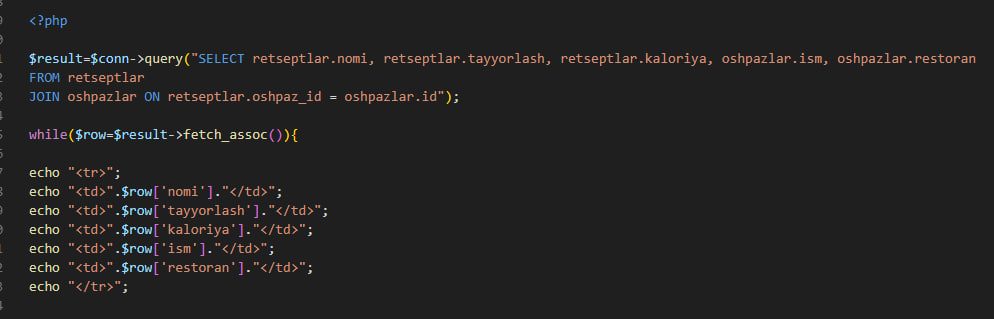 <?php
$result=$conn->query("SELECT retseptlar.nomi, retseptlar.tayyorlash, retseptlar.kaloriya, oshpazlar.ism, oshpazlar.restoran
FROM retseptlar
JOIN oshpazlar ON retseptlar.oshpaz_id = oshpazlar.id");
while($row=$result->fetch_assoc()){
echo "<tr>";
echo "<td>".$row['nomi']."</td>";
echo "<td>".$row['tayyorlash']."</td>";
echo "<td>".$row['kaloriya']."</td>";
echo "<td>".$row['ism']."</td>";
echo "<td>".$row['restoran']."</td>";
echo "</tr>";